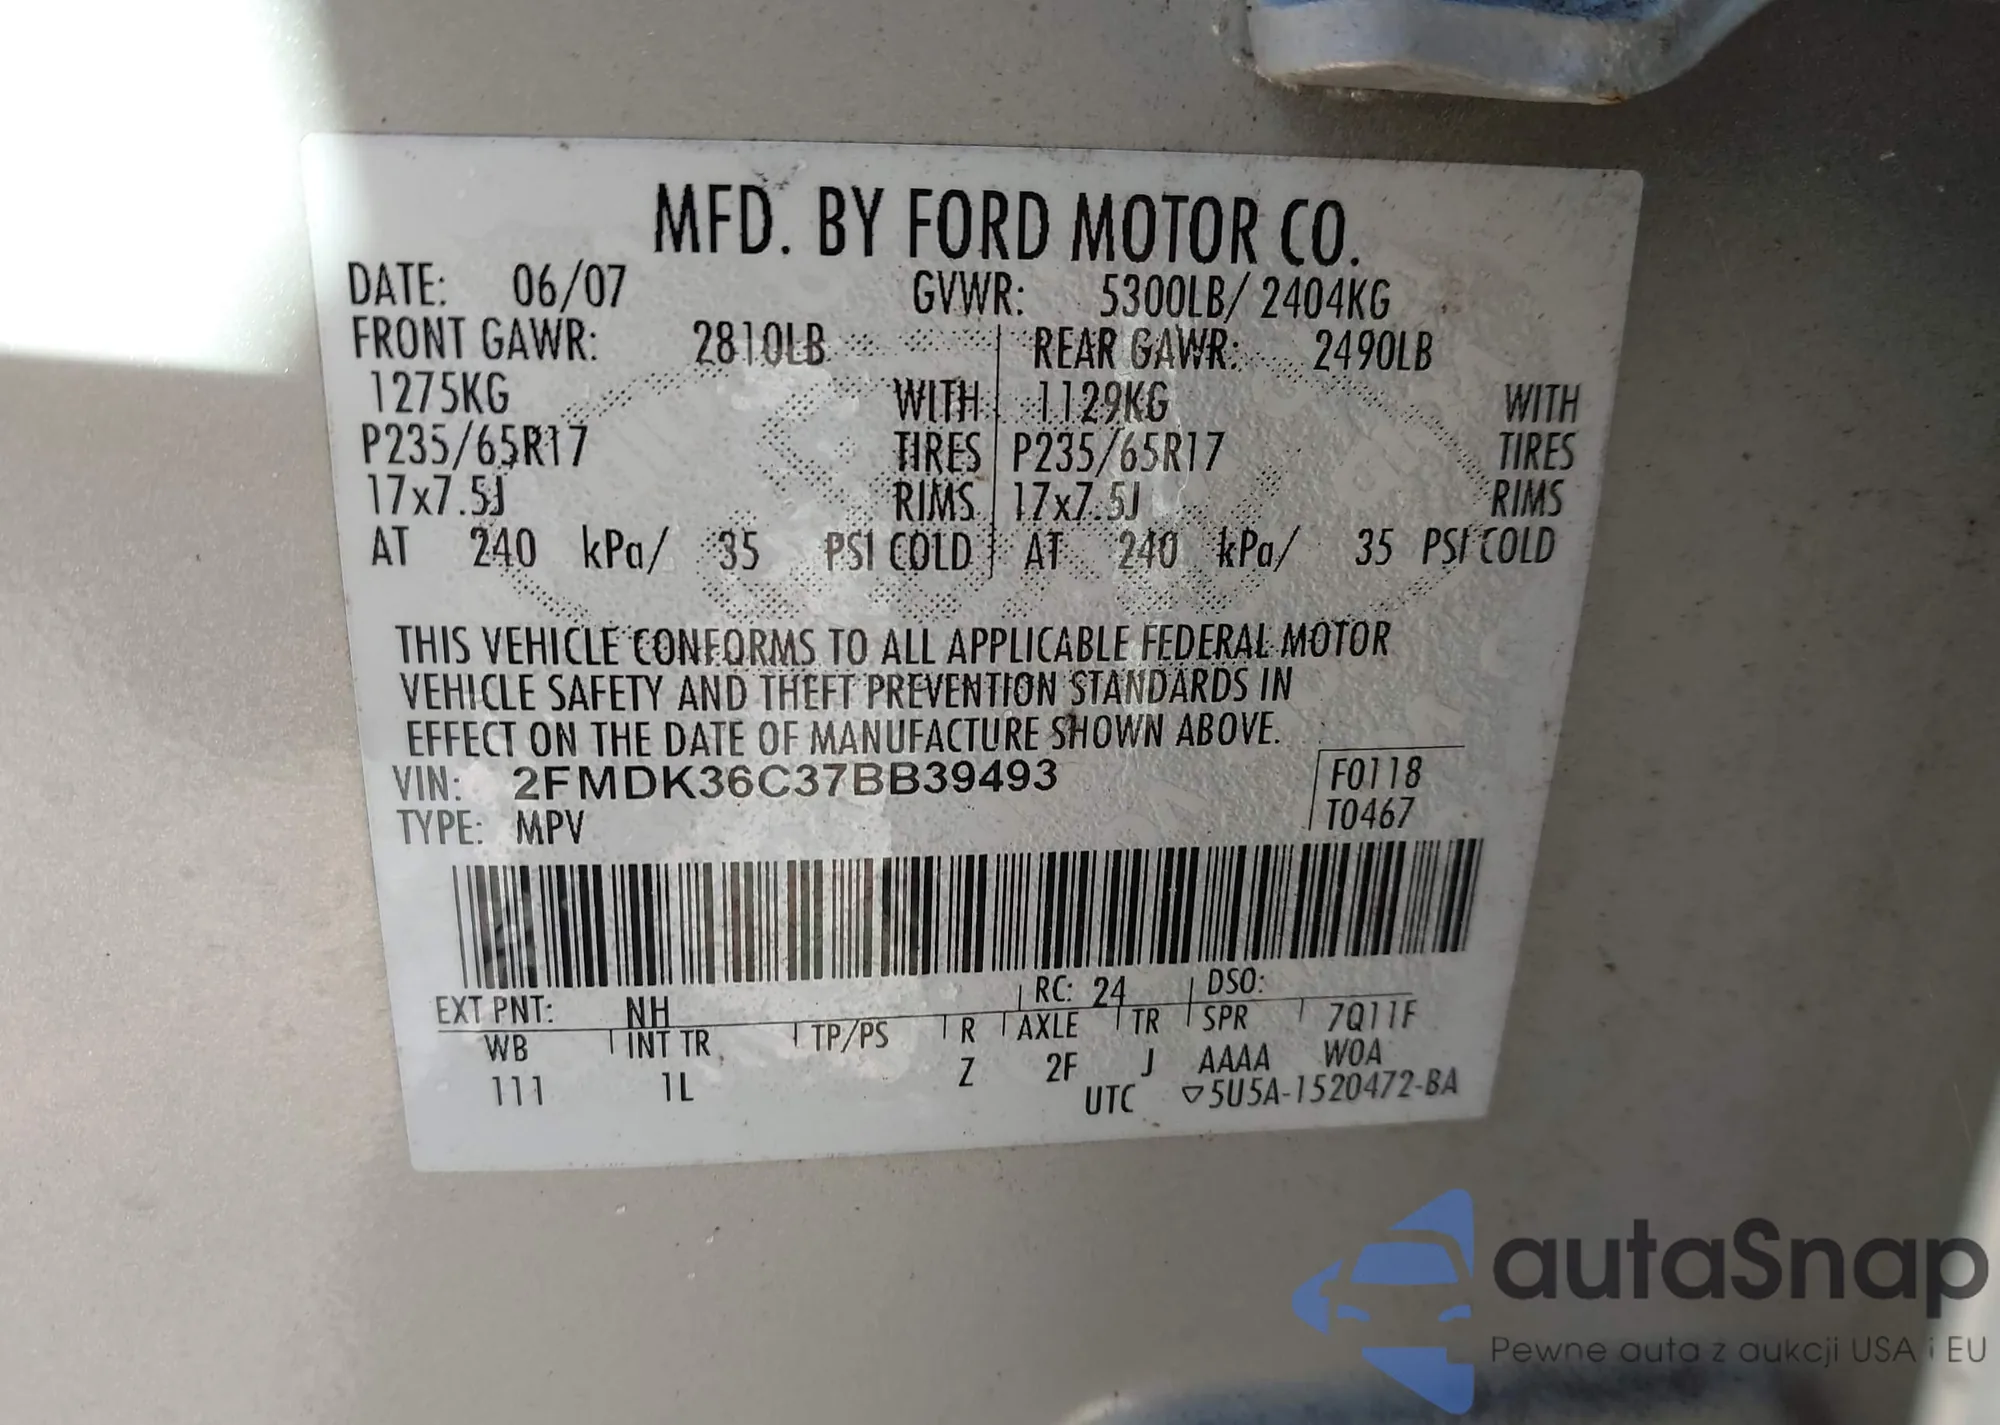 MFD. BY FORD MOTOR CO.
DATE: 06/07 GVWR: 5300LB/ 2404KG
FRONT GAWR: 2810LB REAR GAWR: 2490LB
1275KG WITH 1129KG WITH
P235/65R17 TIRES P235/65R17 TIRES
17x7.5J RIMS 17x7.5J RIMS
AT 240 kPa/ 35 PSI COLD AT 240 kPa/ 35 PSI COLD
THIS VEHICLE CONFORMS TO ALL APPLICABLE FEDERAL MOTOR
VEHICLE SAFETY AND THEFT PREVENTION STANDARDS IN
EFFECT ON THE DATE OF MANUFACTURE SHOWN ABOVE.
VIN: 2FMDK36C37BB39493 F0118
TYPE: MPV T0467
EXT PNT: NH RC: 24 DSO:
WB INT TR TP/PS R AXLE TR SPR 7Q11F
111 1L Z 2F J AAAA W0A
UTC ▽5U5A-1520472-BA
autaSnap
Pewne auta z aukcji USA i EU